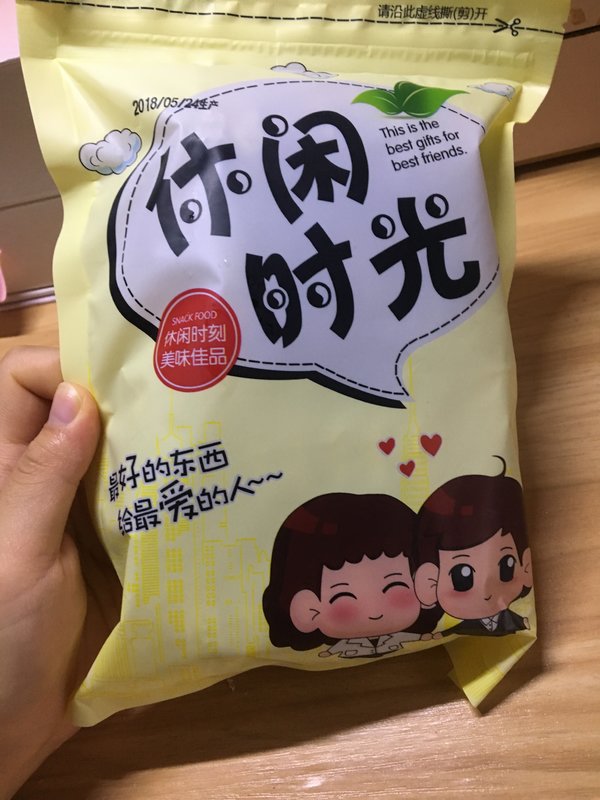 请沿此虚线撕(剪)开
2018/05/24生产
休闲
时光
This is the
best gifts for
best friends.
SNACK FOOD
休闲时刻
美味佳品
最好的东西
给最爱的人~~